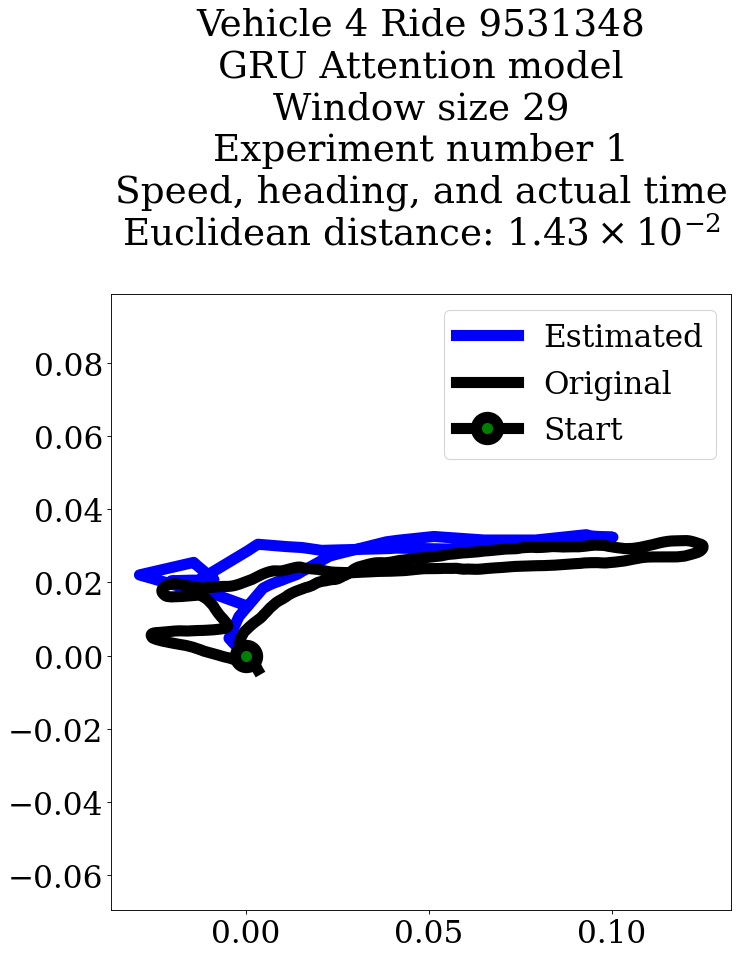 Vehicle 4 Ride 9531348
GRU Attention model
Window size 29
Experiment number 1
Speed, heading, and actual time
Euclidean distance: 1.43 × 10⁻²
Estimated
Original
Start
0.08
0.06
0.04
0.02
0.00
−0.02
−0.04
−0.06
0.00 0.05 0.10